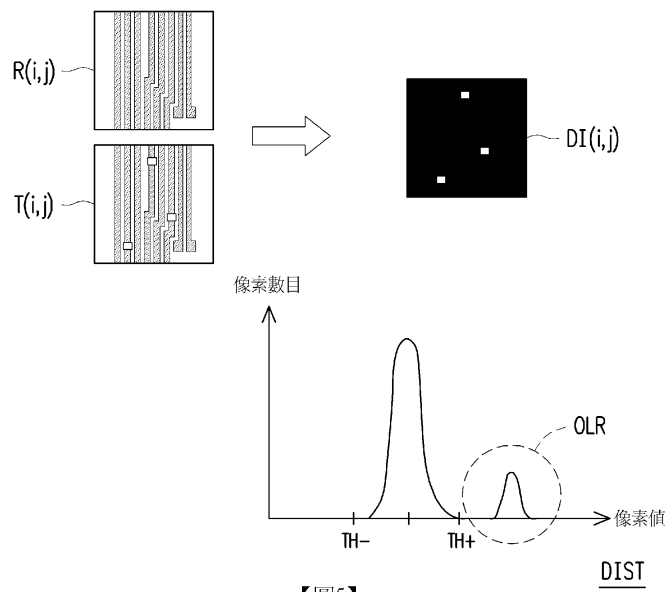 R(i,j)
T(i,j)
DI(i,j)
像素數目
OLR
像素值
TH-
TH+
DIST
【圖5】